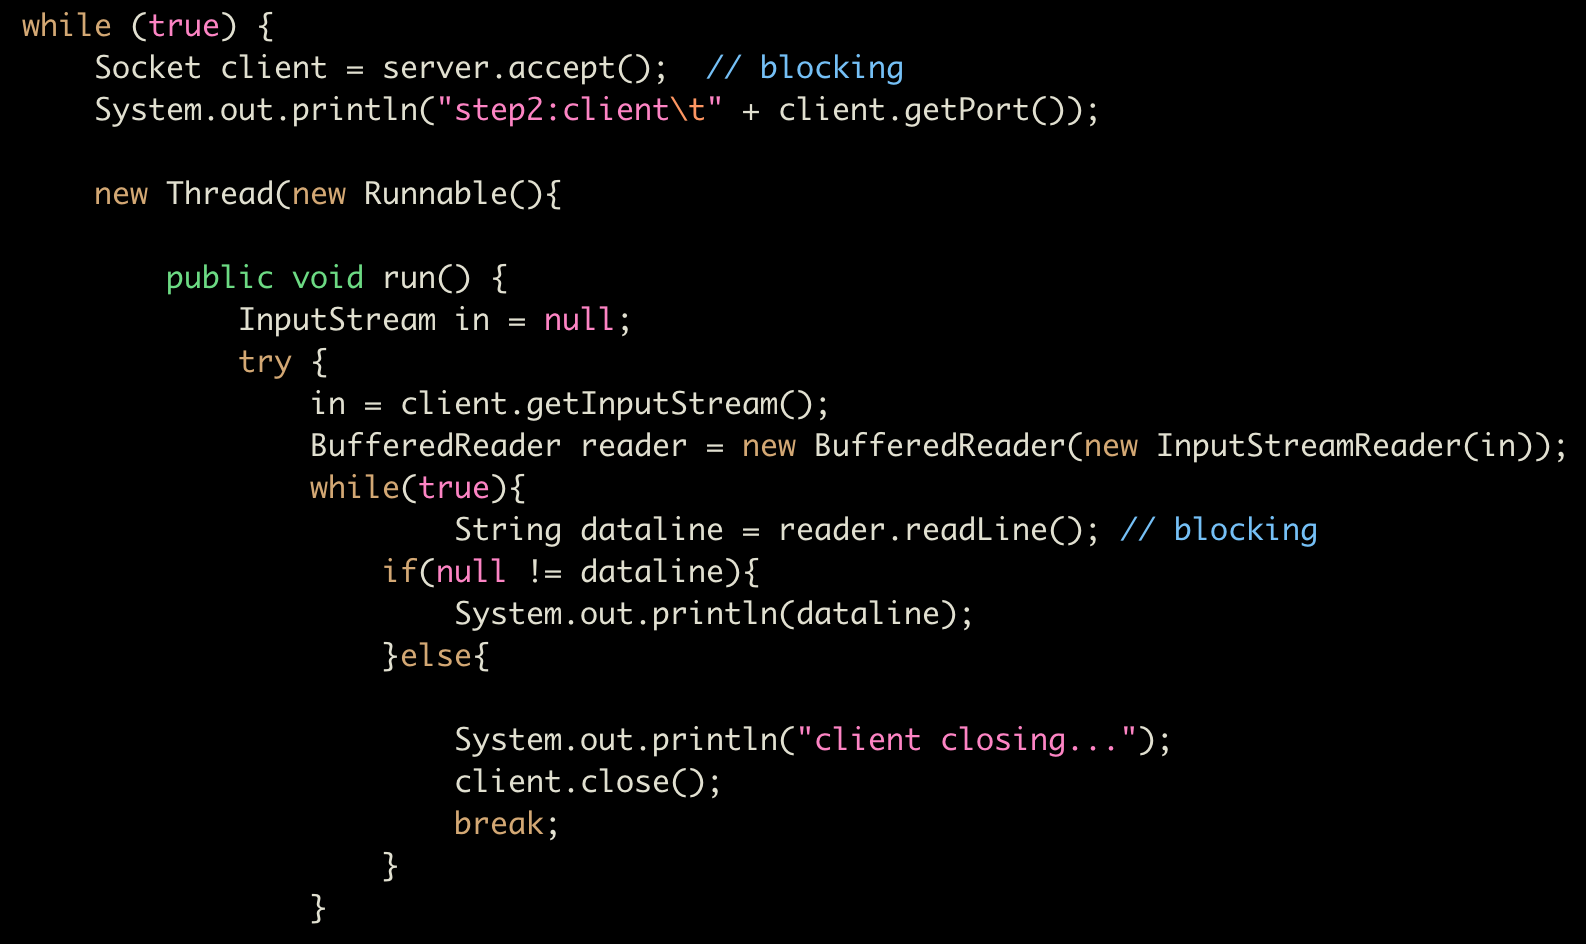 while (true) {
    Socket client = server.accept();  // blocking
    System.out.println("step2:client\t" + client.getPort());
    new Thread(new Runnable(){
        public void run() {
            InputStream in = null;
            try {
                in = client.getInputStream();
                BufferedReader reader = new BufferedReader(new InputStreamReader(in));
                while(true){
                        String dataline = reader.readLine(); // blocking
                    if(null != dataline){
                        System.out.println(dataline);
                    }else{
                        System.out.println("client closing...");
                        client.close();
                        break;
                    }
                }